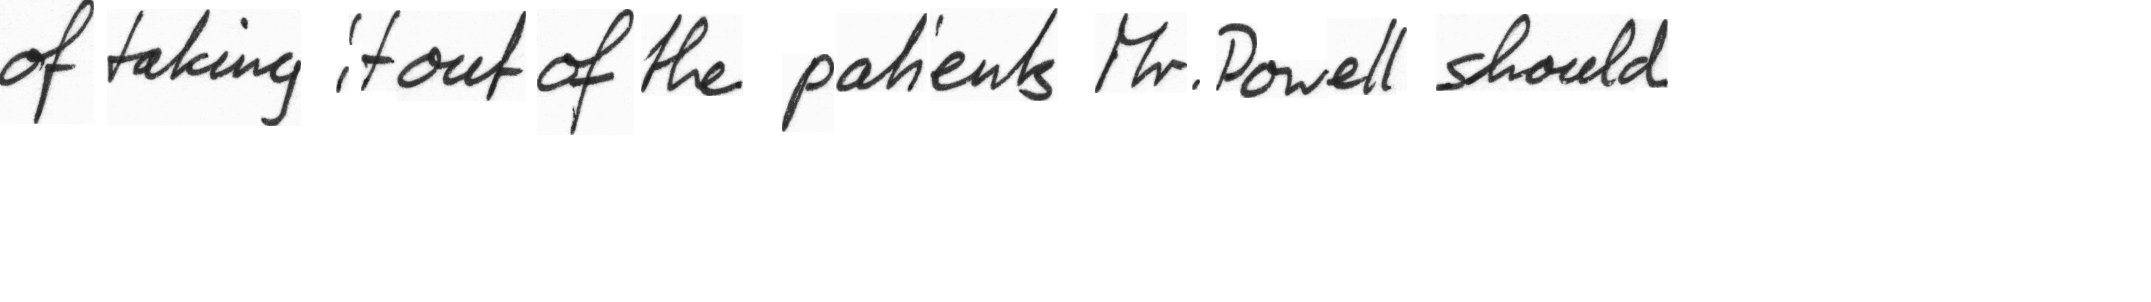 of taking it out of the patients Mr. Powell should